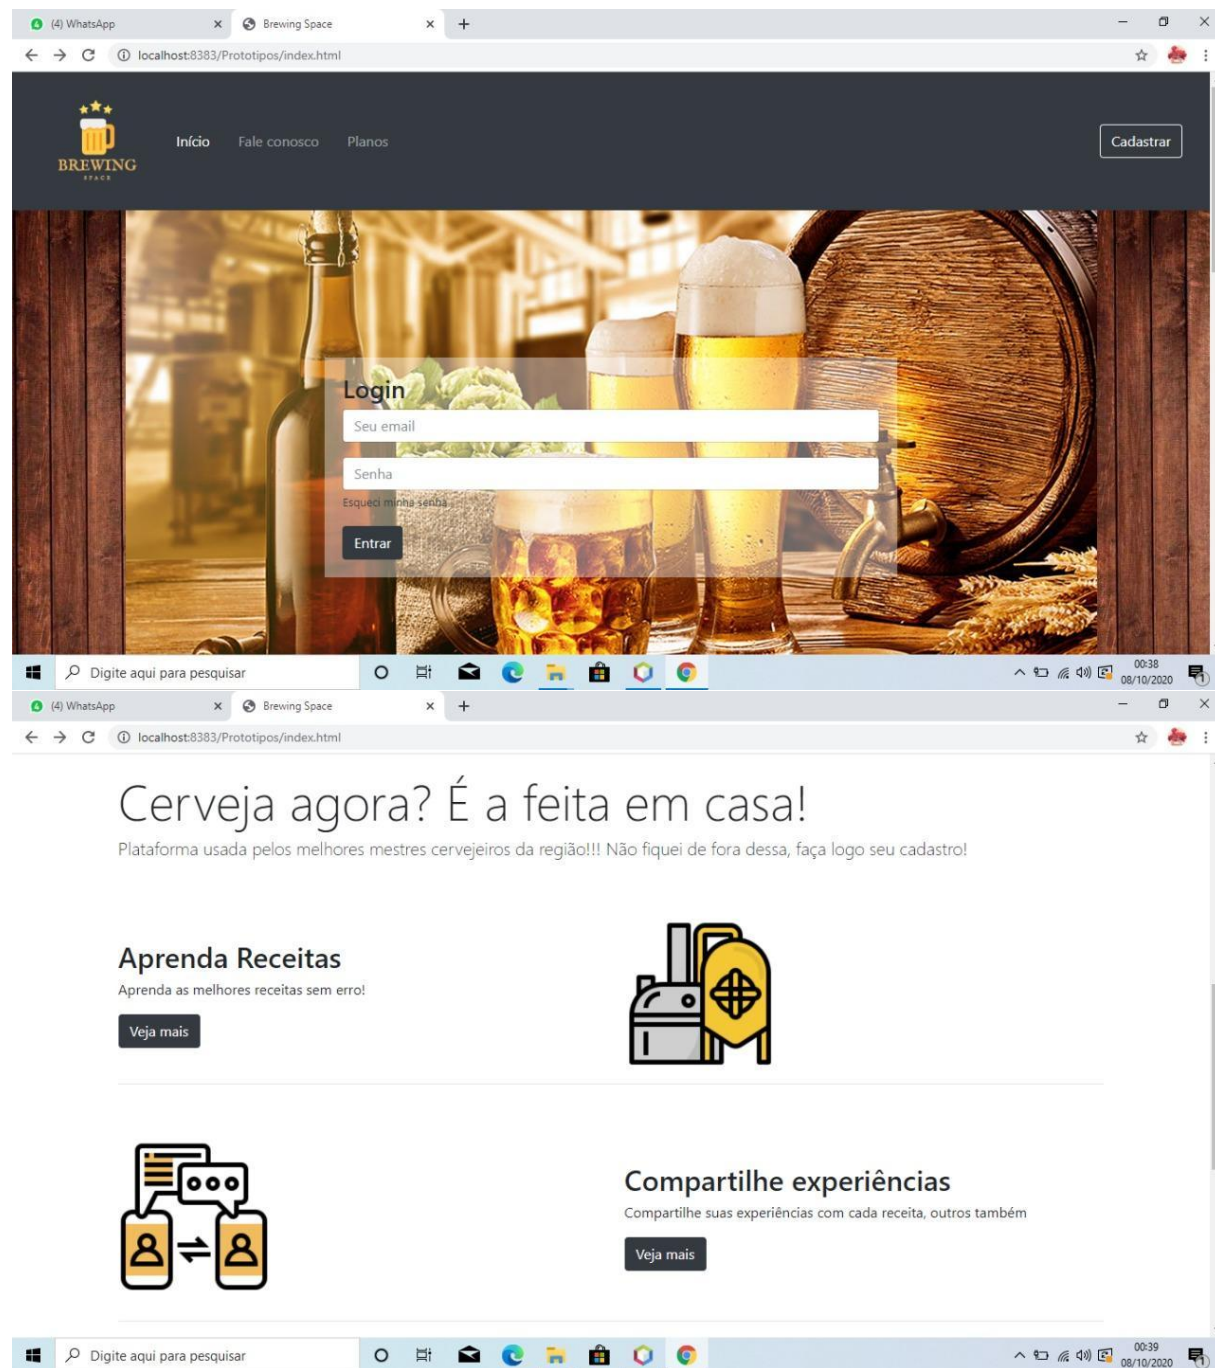 (4) WhatsApp
Brewing Space
localhost:8383/Prototipos/index.html
BREWING
SPACE
Início
Fale conosco
Planos
Cadastrar
Login
Seu email
Senha
Esqueci minha senha
Entrar
Digite aqui para pesquisar
00:38
08/10/2020
1
(4) WhatsApp
Brewing Space
localhost:8383/Prototipos/index.html
Cerveja agora? É a feita em casa!
Plataforma usada pelos melhores mestres cervejeiros da região!!! Não fiquei de fora dessa, faça logo seu cadastro!
Aprenda Receitas
Aprenda as melhores receitas sem erro!
Veja mais
Compartilhe experiências
Compartilhe suas experiências com cada receita, outros também
Veja mais
Digite aqui para pesquisar
00:39
08/10/2020
1